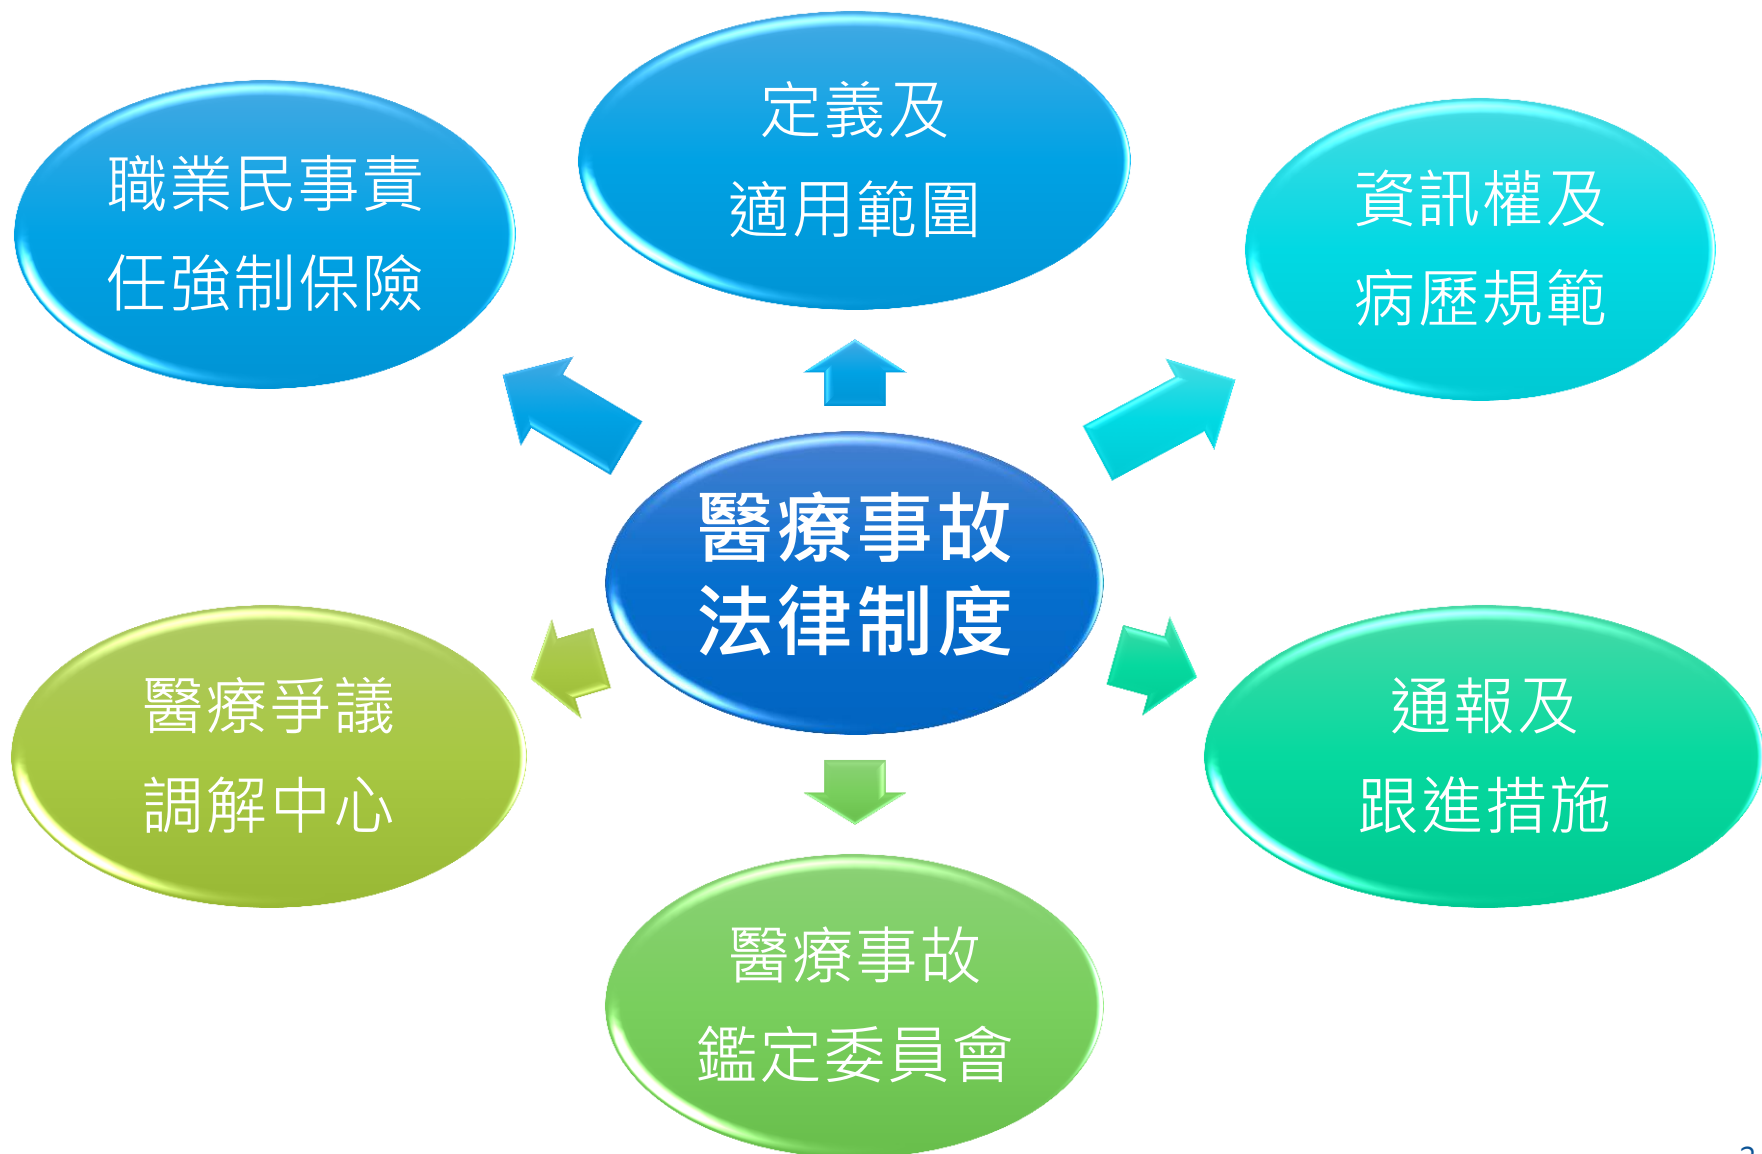 定義及
適用範圍
職業民事責
任強制保險
資訊權及
病歷規範
醫療事故
法律制度
醫療爭議
調解中心
通報及
跟進措施
醫療事故
鑑定委員會